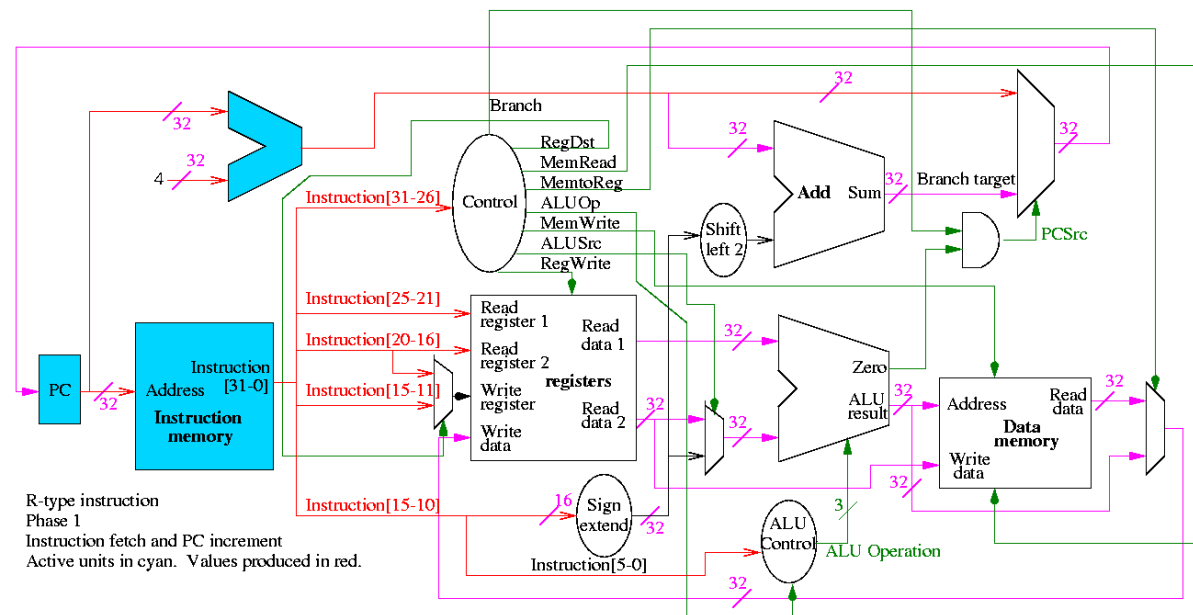 32
32
Branch
32
32
RegDst
MemRead
MemtoReg
ALUOp
MemWrite
ALUSrc
RegWrite
Control
4
32
Instruction[31-26]
Add
Sum
32
Branch target
Shift
left 2
PCSrc
Instruction[25-21]
Instruction[20-16]
Instruction[15-11]
Read
register 1
Read
register 2
Write
register
Write
data
registers
Read
data 1
Read
data 2
32
32
32
Zero
ALU
result
32
32
PC
32
Address
Instruction
[31-0]
Instruction
memory
Address
Read
data
Data
memory
Write
data
32
R-type instruction
Phase 1
Instruction fetch and PC increment
Active units in cyan. Values produced in red.
Instruction[15-10]
16
Sign
extend
32
Instruction[5-0]
ALU
Control
3
ALU Operation
32